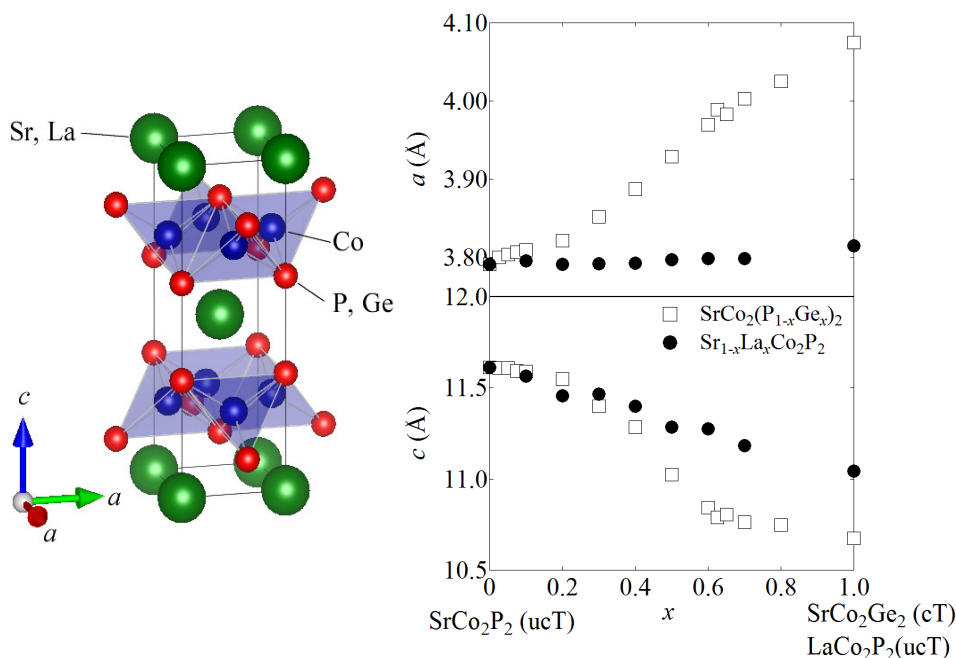 Sr, La
Co
P, Ge
c
a
a
a (Å)
4.10
4.00
3.90
3.80
12.0
11.5
11.0
10.5
c (Å)
SrCo₂(P₁₋ₓGeₓ)₂
Sr₁₋ₓLaₓCo₂P₂
0 0.2 0.4 0.6 0.8 1.0
SrCo₂P₂ (ucT) x SrCo₂Ge₂ (cT)
LaCo₂P₂(ucT)